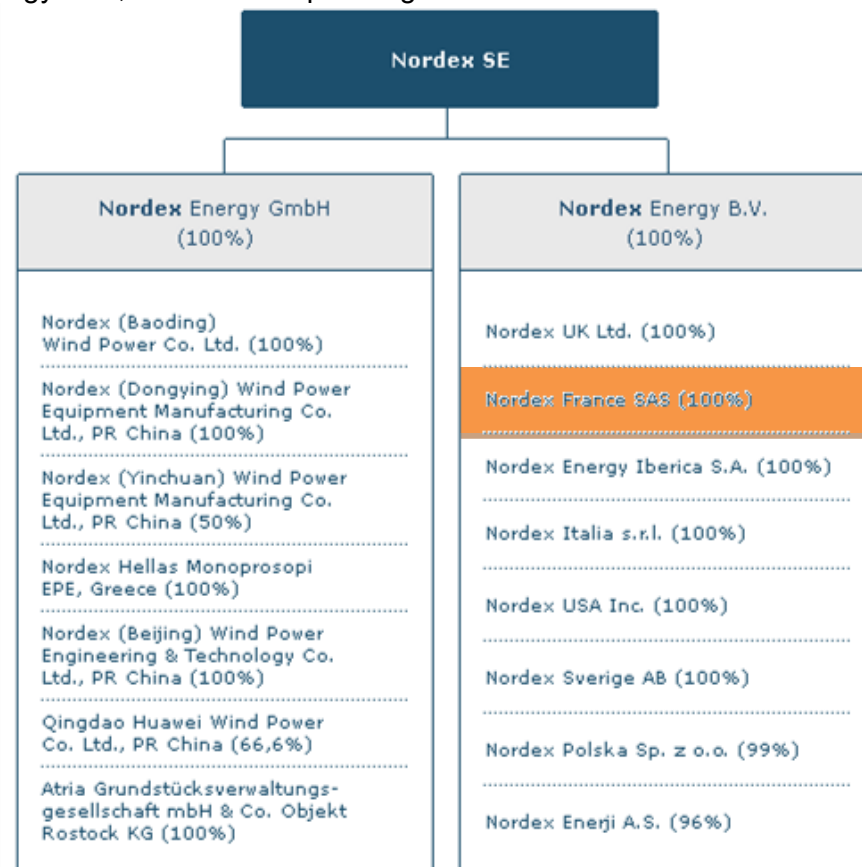 Nordex SE
Nordex Energy GmbH
(100%)
Nordex (Baoding)
Wind Power Co. Ltd. (100%)
Nordex (Dongying) Wind Power
Equipment Manufacturing Co.
Ltd., PR China (100%)
Nordex (Yinchuan) Wind Power
Equipment Manufacturing Co.
Ltd., PR China (50%)
Nordex Hellas Monoprosopi
EPE, Greece (100%)
Nordex (Beijing) Wind Power
Engineering & Technology Co.
Ltd., PR China (100%)
Qingdao Huawei Wind Power
Co. Ltd., PR China (66,6%)
Atria Grundstücksverwaltungs-
gesellschaft mbH & Co. Objekt
Rostock KG (100%)
Nordex Energy B.V.
(100%)
Nordex UK Ltd. (100%)
Nordex France SAS (100%)
Nordex Energy Iberica S.A. (100%)
Nordex Italia s.r.l. (100%)
Nordex USA Inc. (100%)
Nordex Sverige AB (100%)
Nordex Polska Sp. z o.o. (99%)
Nordex Enerji A.S. (96%)